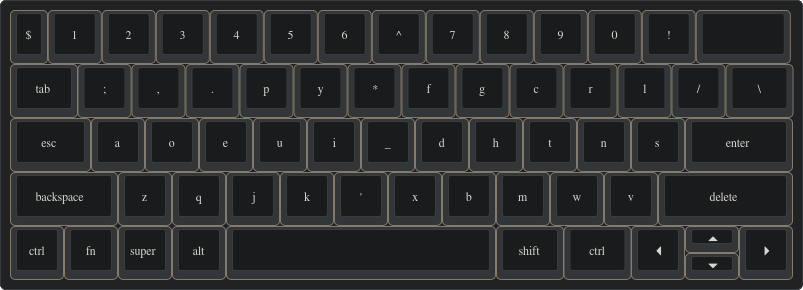 $ 1 2 3 4 5 6 ^ 7 8 9 0 !
tab ; , . p y * f g c r l / \
esc a o e u i _ d h t n s enter
backspace z q j k ' x b m w v delete
ctrl fn super alt shift ctrl